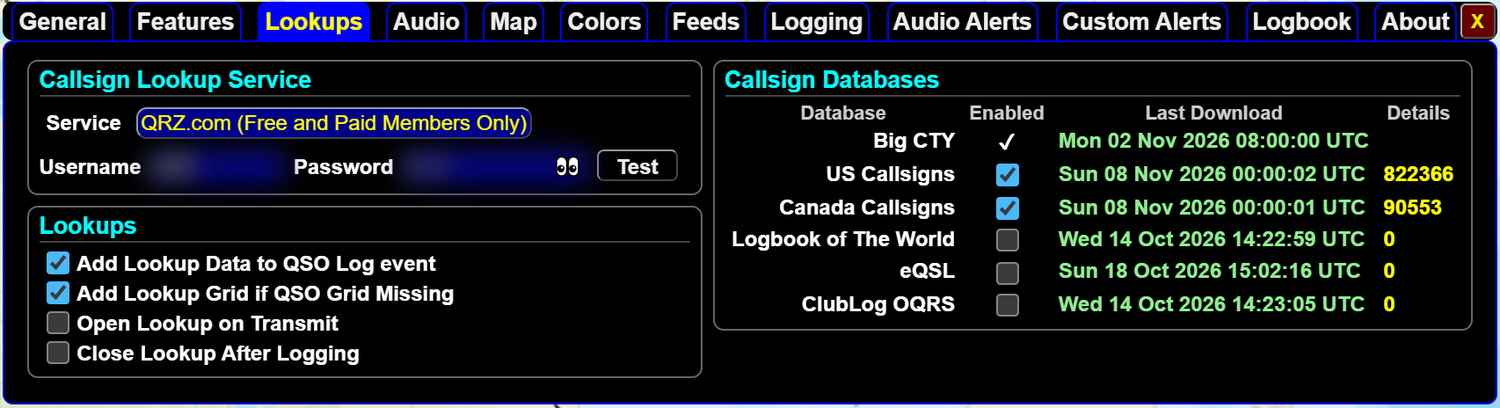 General Features Lookups Audio Map Colors Feeds Logging Audio Alerts Custom Alerts Logbook About X
Callsign Lookup Service
Service QRZ.com (Free and Paid Members Only)
Username Password Test
Lookups
Add Lookup Data to QSO Log event
Add Lookup Grid if QSO Grid Missing
Open Lookup on Transmit
Close Lookup After Logging
Callsign Databases
Database Enabled Last Download Details
Big CTY ✓ Mon 02 Nov 2026 08:00:00 UTC
US Callsigns Sun 08 Nov 2026 00:00:02 UTC 822366
Canada Callsigns Sun 08 Nov 2026 00:00:01 UTC 90553
Logbook of The World Wed 14 Oct 2026 14:22:59 UTC 0
eQSL Sun 18 Oct 2026 15:02:16 UTC 0
ClubLog OQRS Wed 14 Oct 2026 14:23:05 UTC 0